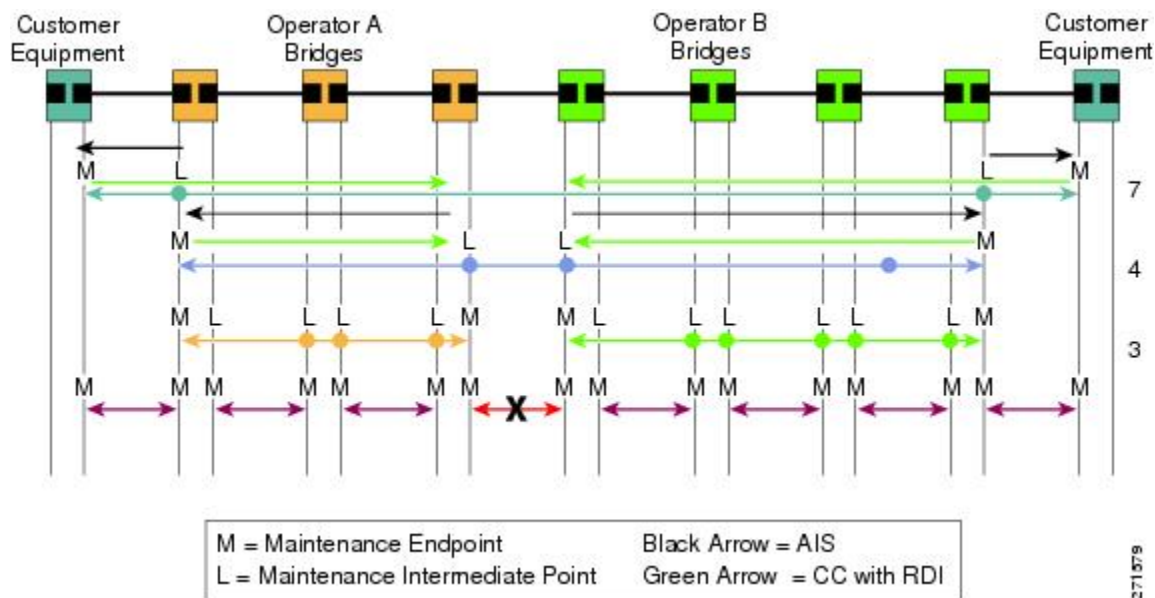 Customer
Equipment
Operator A
Bridges
Operator B
Bridges
Customer
Equipment
M L L M
7
M L L M
4
M L L L L M M L L L L L L M
3
M M M M M M M M M M M M M M M M
X
M = Maintenance Endpoint
Black Arrow = AIS
L = Maintenance Intermediate Point
Green Arrow = CC with RDI
271579